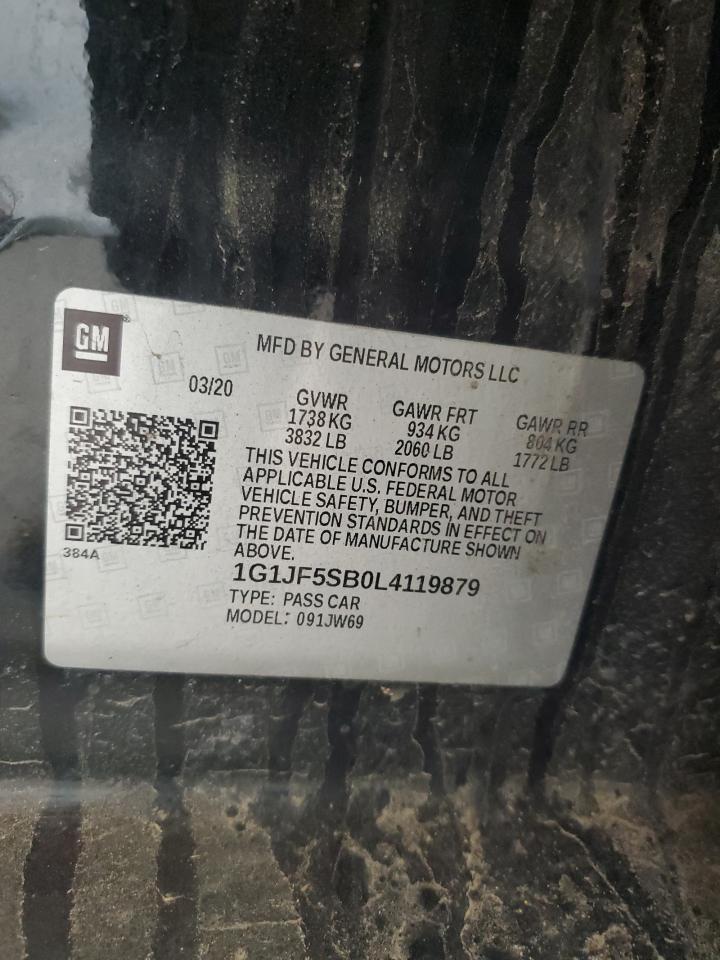 GM
MFD BY GENERAL MOTORS LLC
03/20
GVWR GAWR FRT GAWR RR
1738 KG 934 KG 804 KG
3832 LB 2060 LB 1772 LB
THIS VEHICLE CONFORMS TO ALL
APPLICABLE U.S. FEDERAL MOTOR
VEHICLE SAFETY, BUMPER, AND THEFT
PREVENTION STANDARDS IN EFFECT ON
THE DATE OF MANUFACTURE SHOWN
ABOVE.
384A
1G1JF5SB0L4119879
TYPE: PASS CAR
MODEL: 091JW69